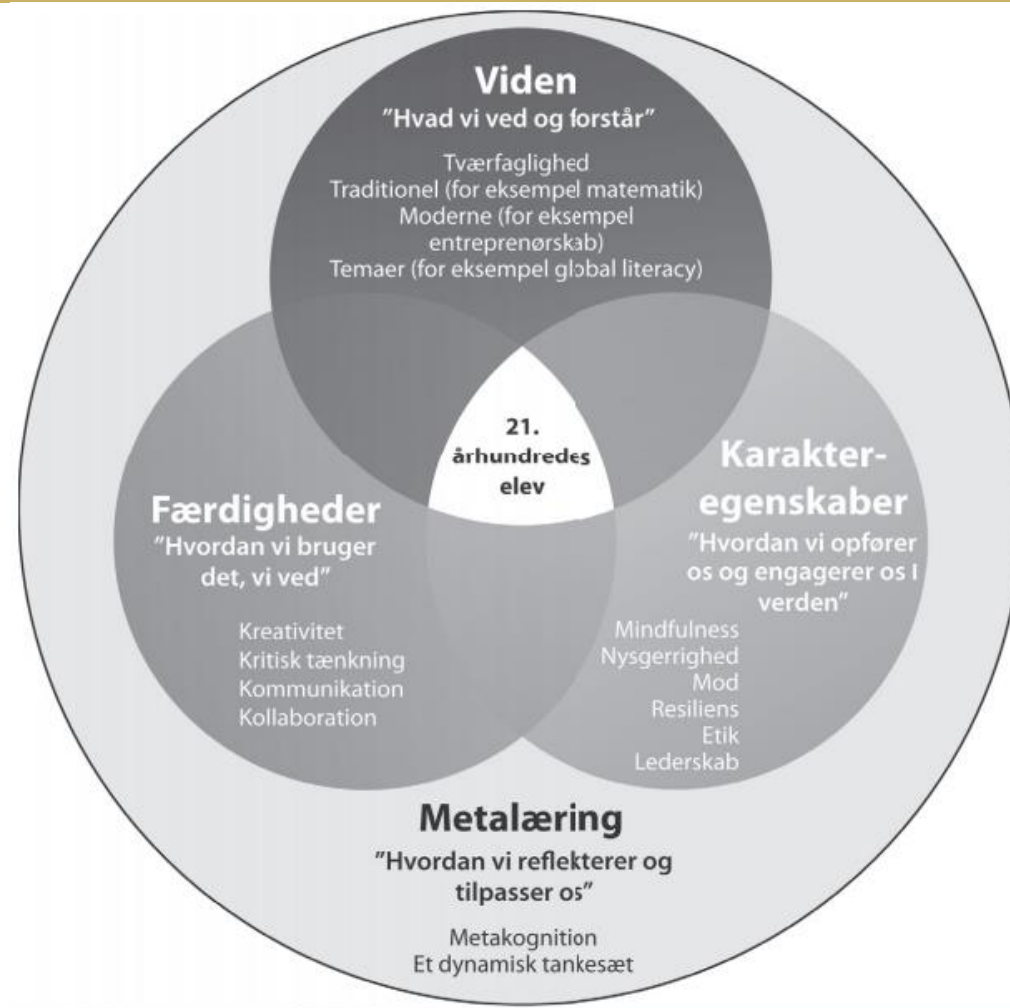 Viden
”Hvad vi ved og forstår”
Tværfaglighed
Traditionel (for eksempel matematik)
Moderne (for eksempel
entreprenørskab)
Temaer (for eksempel global literacy)
21.
århundredes
elev
Færdigheder
”Hvordan vi bruger
det, vi ved”
Kreativitet
Kritisk tænkning
Kommunikation
Kollaboration
Karakter-
egenskaber
”Hvordan vi opfører
os og engagerer os I
verden”
Mindfulness
Nysgerrighed
Mod
Resiliens
Etik
Lederskab
Metalæring
”Hvordan vi reflekterer og
tilpasser os”
Metakognition
Et dynamisk tankesæt